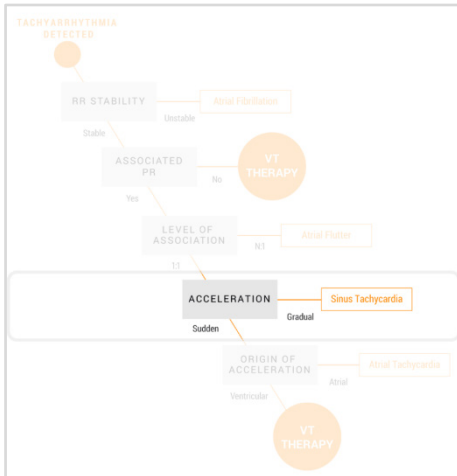 TACHYARRHYTHMIA
DETECTED
RR STABILITY
Atrial Fibrillation
Unstable
Stable
ASSOCIATED
PR
VT
THERAPY
No
Yes
LEVEL OF
ASSOCIATION
Atrial Flutter
N:1
1:1
ACCELERATION
Sinus Tachycardia
Gradual
Sudden
ORIGIN OF
ACCELERATION
Atrial Tachycardia
Atrial
Ventricular
VT
THERAPY